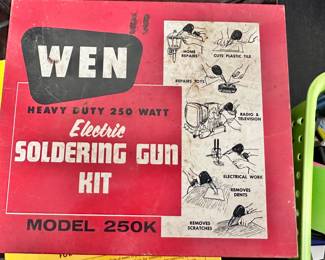 WEN
HEAVY DUTY 250 WATT
Electric
SOLDERING GUN
KIT
MODEL 250K
HOME
REPAIRS
CUTS PLASTIC TILE
REPAIRS TOYS
RADIO &
TELEVISION
ELECTRICAL WORK
REMOVES
DENTS
REMOVES
SCRATCHES